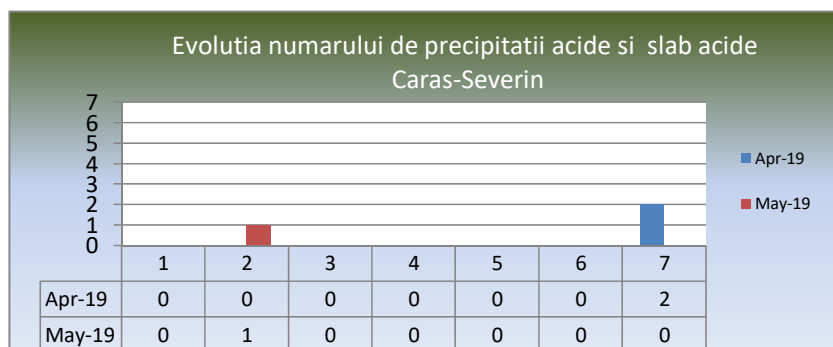 Evolutia numarului de precipitatii acide si slab acide
Caras-Severin
7
6
5
4
3
2
1
0
Apr-19
May-19
1 2 3 4 5 6 7
Apr-19 0 0 0 0 0 0 2
May-19 0 1 0 0 0 0 0